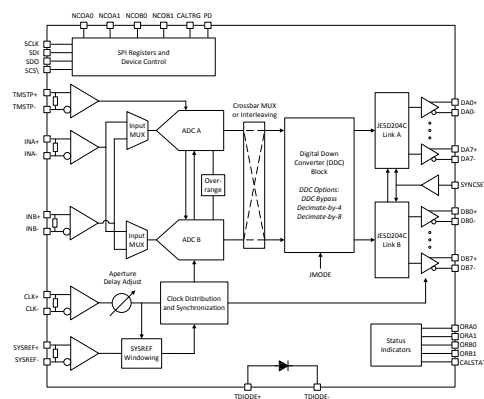 NCOA0 NCOA1 NCOB0 NCOB1 CALTRG PD
SCLK
SDI
SDO
SCS\
SPI Registers and
Device Control
TMSTP+
TMSTP-
INA+
INA-
INB+
INB-
CLK+
CLK-
SYSREF+
SYSREF-
Input
MUX
Input
MUX
ADC A
Over-
range
ADC B
Crossbar MUX
or Interleaving
Digital Down
Converter (DDC)
Block
DDC Options:
DDC Bypass
Decimate-by-4
Decimate-by-8
JMODE
JESD204C
Link A
JESD204C
Link B
DA0+
DA0-
DA7+
DA7-
SYNCSE
DB0+
DB0-
DB7+
DB7-
Aperture
Delay Adjust
Clock Distribution
and Synchronization
SYSREF
Windowing
Status
Indicators
ORA0
ORA1
ORB0
ORB1
CALSTAT
TDIODE+
TDIODE-